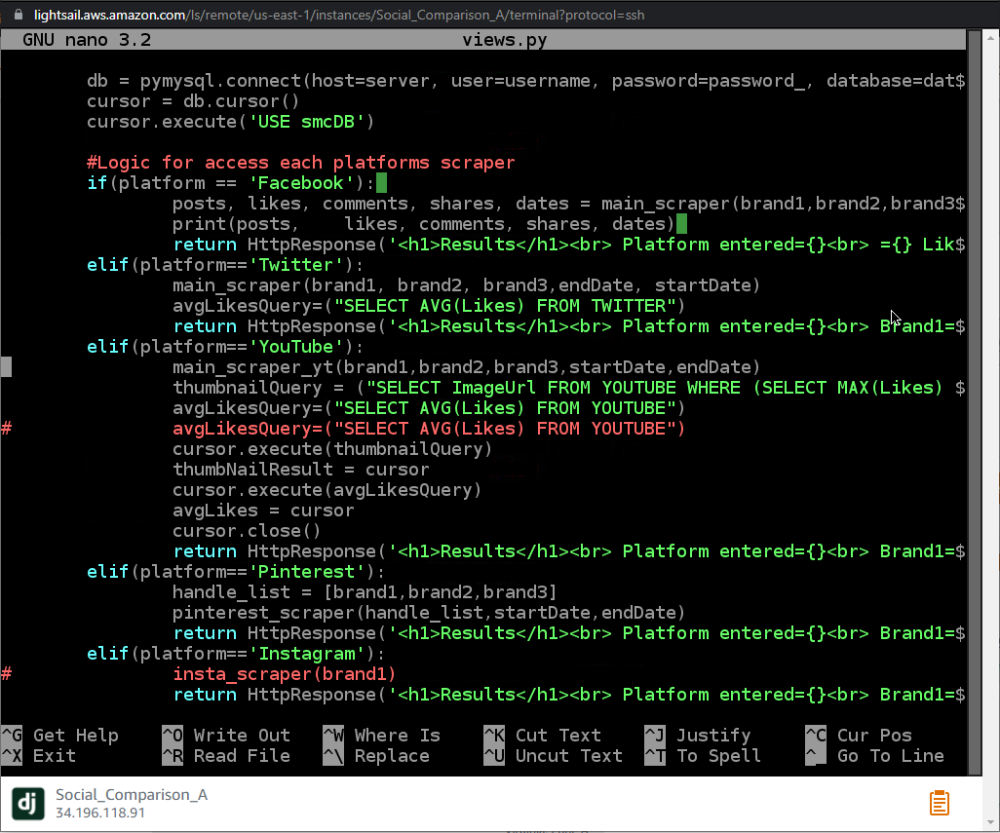 lightsail.aws.amazon.com/ls/remote/us-east-1/instances/Social_Comparison_A/terminal?protocol=ssh
GNU nano 3.2 views.py
db = pymysql.connect(host=server, user=username, password=password_, database=dat$
cursor = db.cursor()
cursor.execute('USE smcDB')
#Logic for access each platforms scraper
if(platform == 'Facebook'):
posts, likes, comments, shares, dates = main_scraper(brand1,brand2,brand3$
print(posts,    likes, comments, shares, dates)
return HttpResponse('<h1>Results</h1><br> Platform entered={}<br> ={} Lik$
elif(platform=='Twitter'):
main_scraper(brand1, brand2, brand3,endDate, startDate)
avgLikesQuery=("SELECT AVG(Likes) FROM TWITTER")
return HttpResponse('<h1>Results</h1><br> Platform entered={}<br> Brand1=$
elif(platform=='YouTube'):
main_scraper_yt(brand1,brand2,brand3,startDate,endDate)
thumbnailQuery = ("SELECT ImageUrl FROM YOUTUBE WHERE (SELECT MAX(Likes) $
avgLikesQuery=("SELECT AVG(Likes) FROM YOUTUBE")
#               avgLikesQuery=("SELECT AVG(Likes) FROM YOUTUBE")
cursor.execute(thumbnailQuery)
thumbNailResult = cursor
cursor.execute(avgLikesQuery)
avgLikes = cursor
cursor.close()
return HttpResponse('<h1>Results</h1><br> Platform entered={}<br> Brand1=$
elif(platform=='Pinterest'):
handle_list = [brand1,brand2,brand3]
pinterest_scraper(handle_list,startDate,endDate)
return HttpResponse('<h1>Results</h1><br> Platform entered={}<br> Brand1=$
elif(platform=='Instagram'):
#               insta_scraper(brand1)
return HttpResponse('<h1>Results</h1><br> Platform entered={}<br> Brand1=$
^G Get Help ^O Write Out ^W Where Is ^K Cut Text ^J Justify ^C Cur Pos
^X Exit ^R Read File ^\ Replace ^U Uncut Text ^T To Spell ^_ Go To Line
dj Social_Comparison_A
34.196.118.91